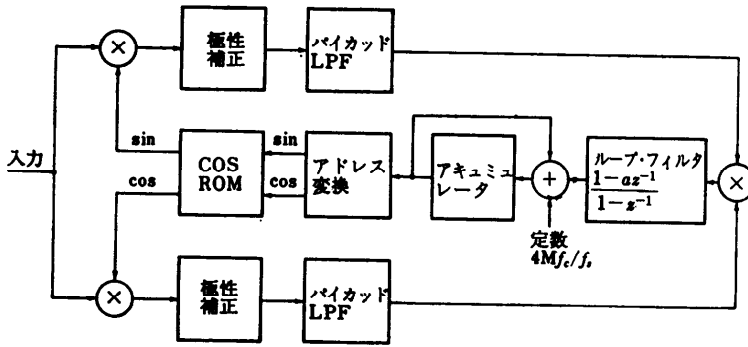 ×
極性
補正
バイカッド
LPF
sin
sin
入力
COS
ROM
アドレス
変換
アキュミュ
レータ
+
ループ・フィルタ
1-az⁻¹
1-z⁻¹
×
cos
cos
定数
4Mf_c/f_s
×
極性
補正
バイカッド
LPF